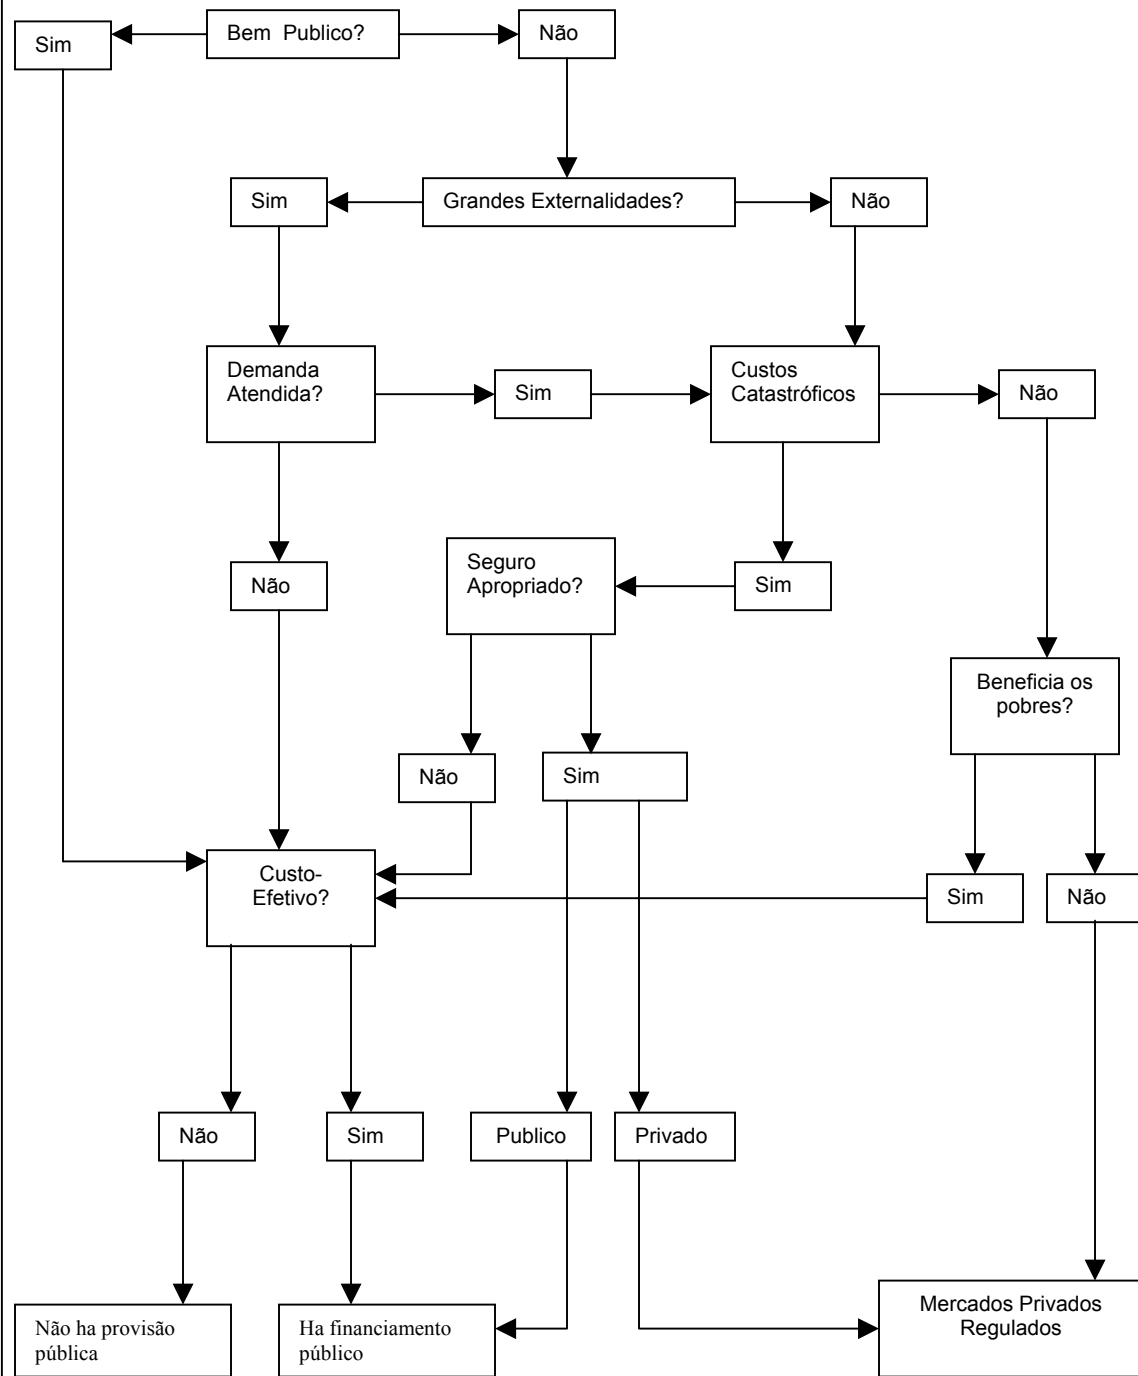 Sim
Bem  Publico?
Não
Sim
Grandes Externalidades?
Não
Demanda
Atendida?
Sim
Custos
Catastróficos
Não
Não
Seguro
Apropriado?
Sim
Beneficia os
pobres?
Não
Sim
Custo-
Efetivo?
Sim
Não
Não
Sim
Publico
Privado
Não ha provisão
pública
Ha financiamento
público
Mercados Privados
Regulados